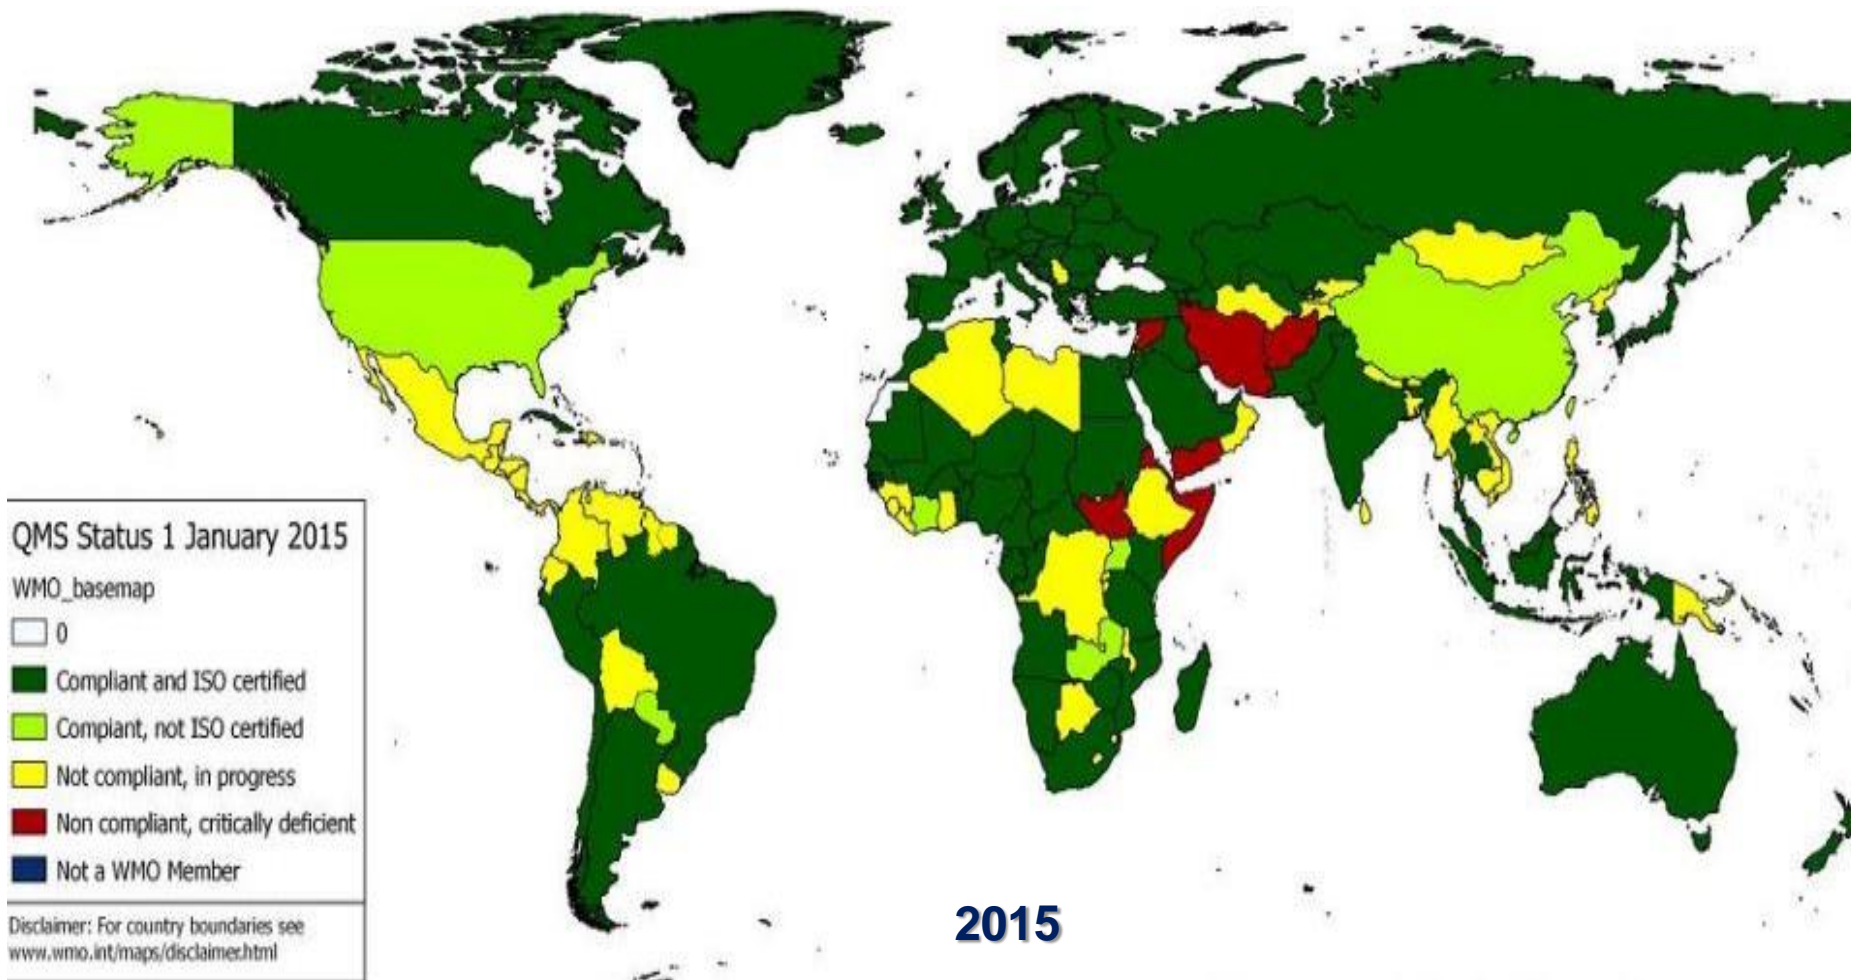 QMS Status 1 January 2015
WMO_basemap
0
Compliant and ISO certified
Compiant, not ISO certified
Not compliant, in progress
Non compliant, critically deficient
Not a WMO Member
Disclaimer: For country boundaries see
www.wmo.int/maps/disclaimer.html
2015